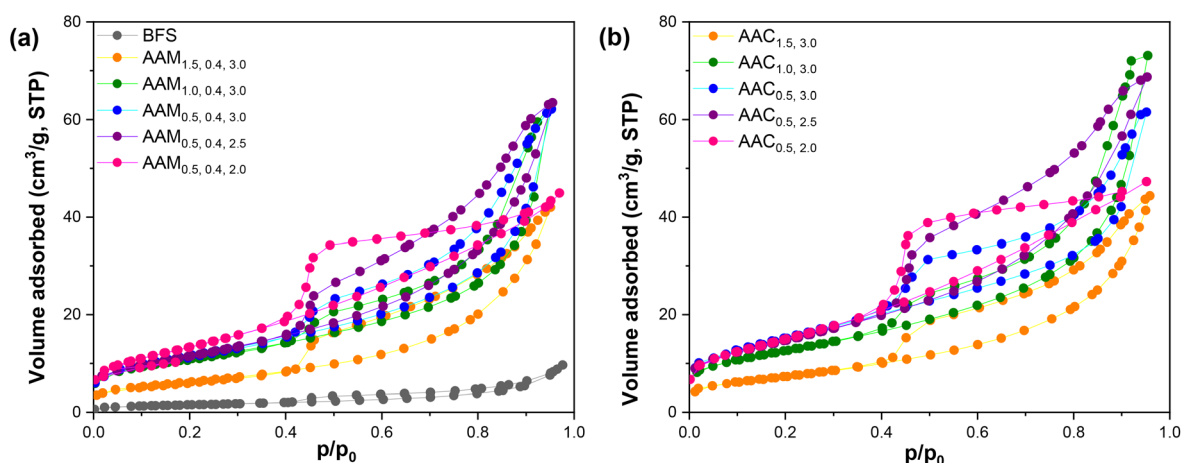 (a)
80
60
40
20
0
Volume adsorbed (cm³/g, STP)
BFS
AAM1.5, 0.4, 3.0
AAM1.0, 0.4, 3.0
AAM0.5, 0.4, 3.0
AAM0.5, 0.4, 2.5
AAM0.5, 0.4, 2.0
0.0 0.2 0.4 0.6 0.8 1.0
p/p0
(b)
80
60
40
20
0
Volume adsorbed (cm³/g, STP)
AAC1.5, 3.0
AAC1.0, 3.0
AAC0.5, 3.0
AAC0.5, 2.5
AAC0.5, 2.0
0.0 0.2 0.4 0.6 0.8 1.0
p/p0